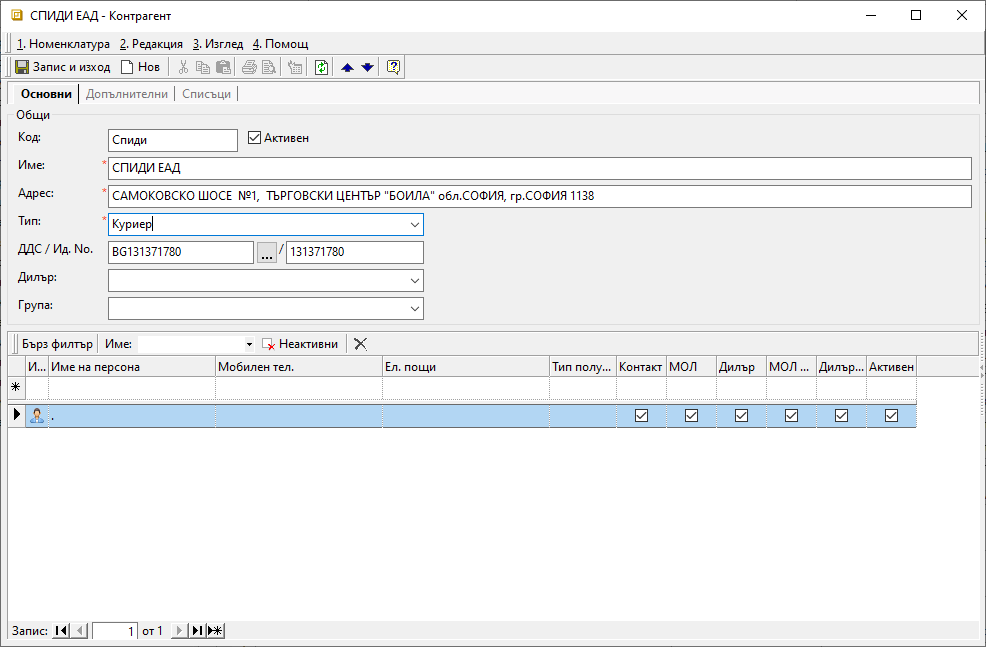 СПИДИ ЕАД - Контрагент
1. Номенклатура 2. Редакция 3. Изглед 4. Помощ
Запис и изход Нов
Основни Допълнителни Списъци
Общи
Код: Спиди Активен
Име: * СПИДИ ЕАД
Адрес: * САМОКОВСКО ШОСЕ №1, ТЪРГОВСКИ ЦЕНТЪР "БОИЛА" обл.СОФИЯ, гр.СОФИЯ 1138
Тип: * Куриер
ДДС / Ид. No. BG131371780 ... / 131371780
Дилър:
Група:
Бърз филтър Име: Неактивни
И... Име на персона Мобилен тел. Ел. пощи Тип полу... Контакт МОЛ Дилър МОЛ ... Дилър... Активен
.
Запис: 1 от 1